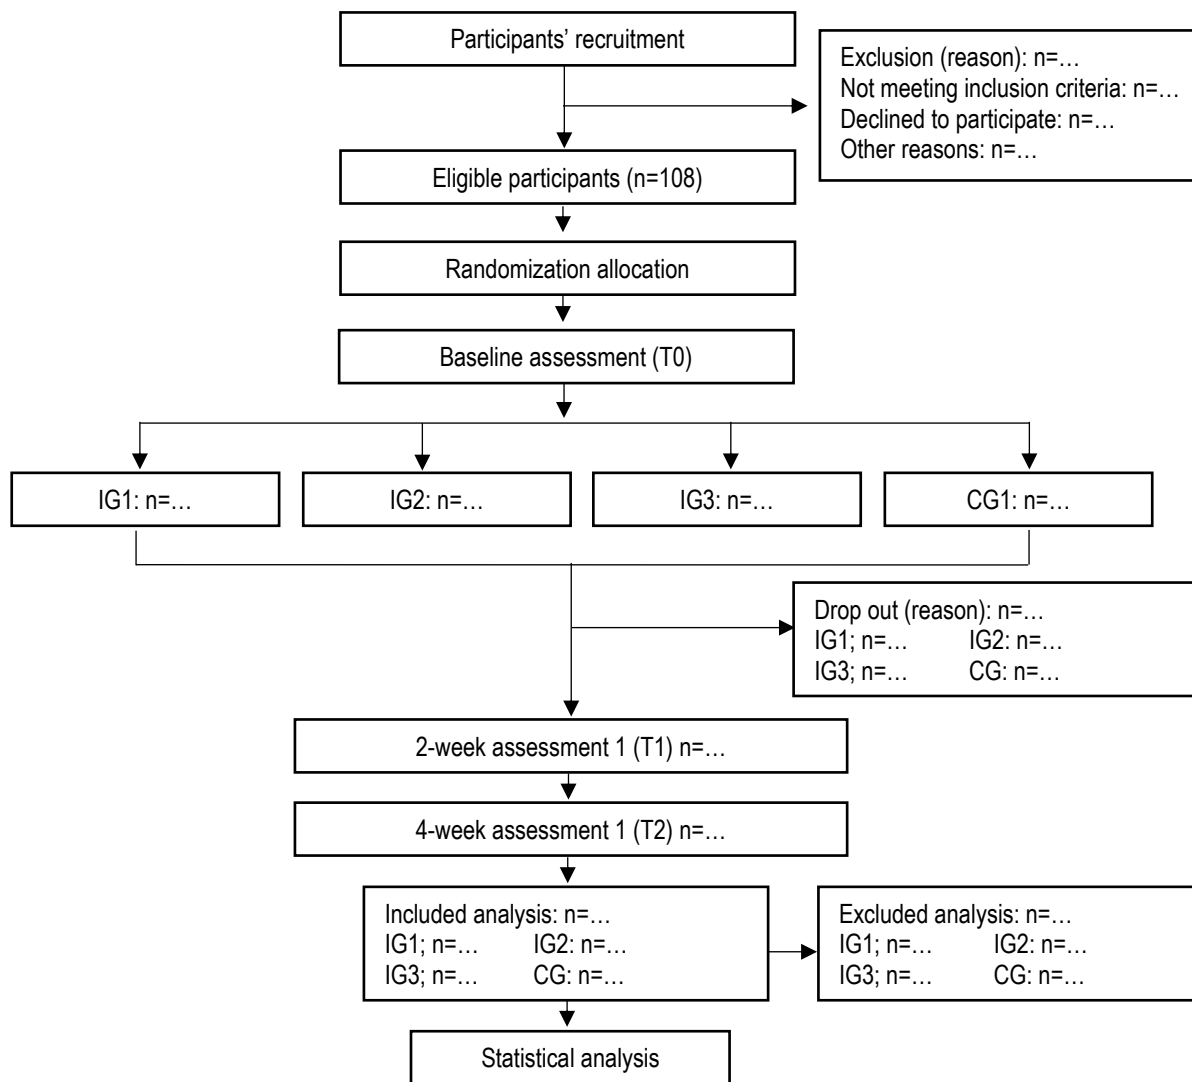 Participants’ recruitment
Exclusion (reason): n=…
Not meeting inclusion criteria: n=…
Declined to participate: n=…
Other reasons: n=…
Eligible participants (n=108)
Randomization allocation
Baseline assessment (T0)
IG1: n=…
IG2: n=…
IG3: n=…
CG1: n=…
Drop out (reason): n=…
IG1; n=… IG2: n=…
IG3; n=… CG: n=…
2-week assessment 1 (T1) n=…
4-week assessment 1 (T2) n=…
Included analysis: n=…
IG1; n=… IG2: n=…
IG3; n=… CG: n=…
Excluded analysis: n=…
IG1; n=… IG2: n=…
IG3; n=… CG: n=…
Statistical analysis